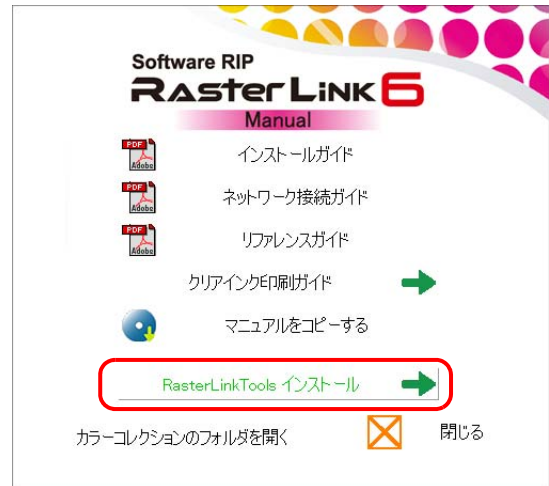 Software RIP
RASTER LINK 6
Manual
PDF Adobe インストールガイド
PDF Adobe ネットワーク接続ガイド
PDF Adobe リファレンスガイド
クリアインク印刷ガイド
マニュアルをコピーする
RasterLinkTools インストール
カラーコレクションのフォルダを開く 閉じる